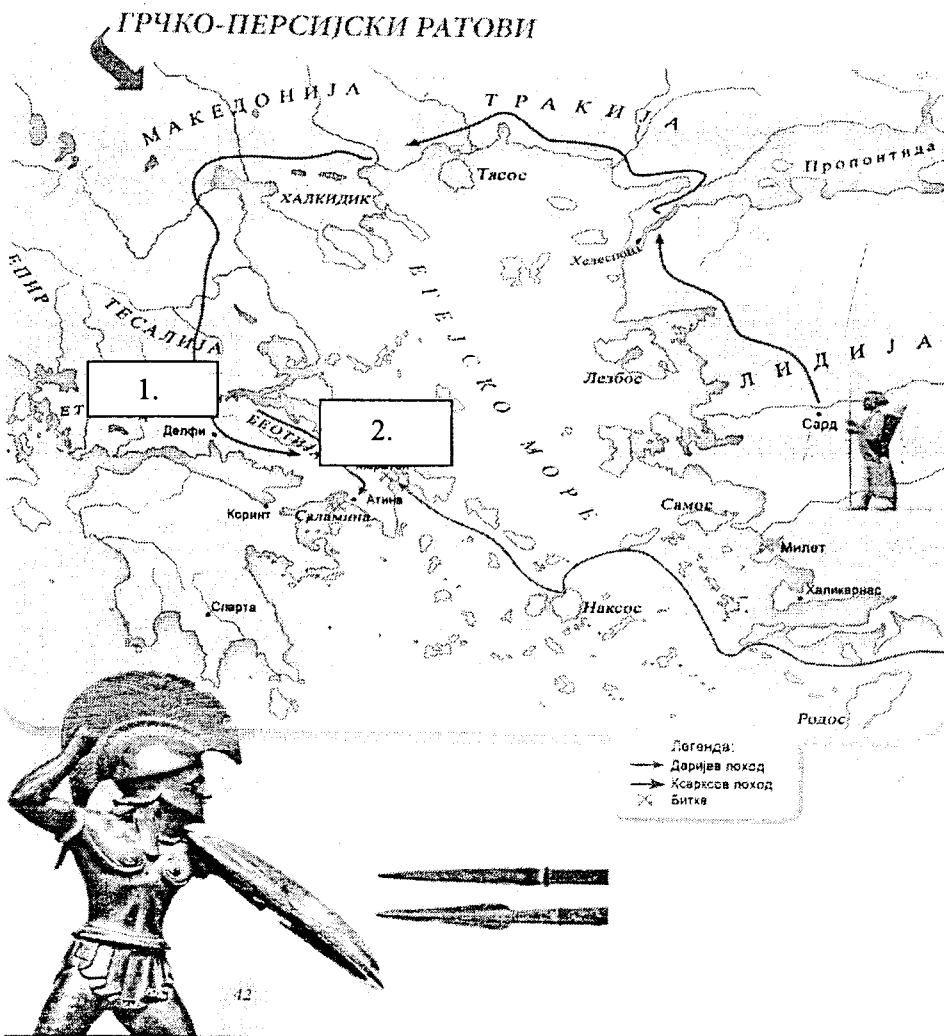 ГРЧКО-ПЕРСИЈСКИ РАТОВИ
МАКЕДОНИЈА
ТРАКИЈА
Пропонтида
Тасос
ХАЛКИДИК
Хелеспонт
ЕПИР
ТЕСАЛИЈА
ЕГЕЈСКО МОРЕ
ЛИДИЈА
Лезбос
1.
ЕТ
Сард
Делфи
БЕОТИЈА
2.
Атина
Коринт
Саламина
Самос
Милет
Халикарнас
Спарта
Наксос
Родос
Легенда:
Даријев поход
Ксерксов поход
Битке
42